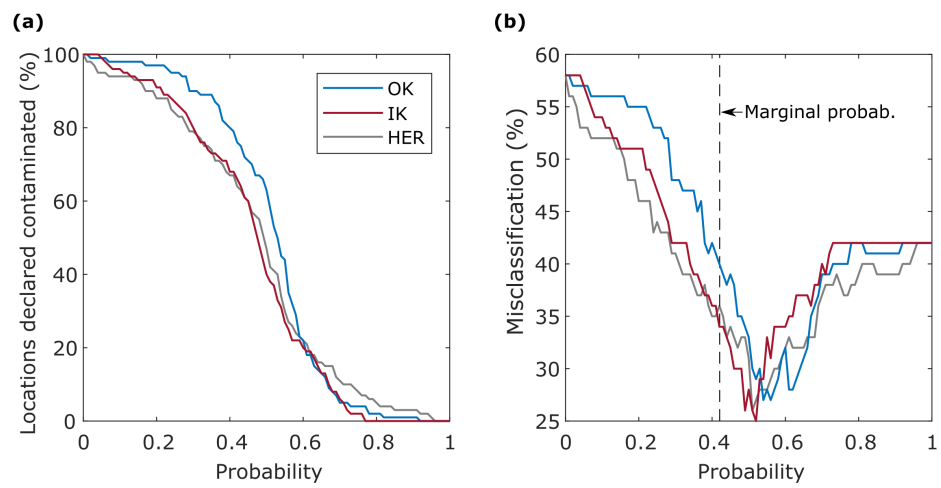 (a)
Locations declared contaminated (%)
100
80
60
40
20
0
0
0.2
0.4
0.6
0.8
1
Probability
OK
IK
HER
(b)
Misclassification (%)
60
55
50
45
40
35
30
25
0
0.2
0.4
0.6
0.8
1
Probability
Marginal probab.